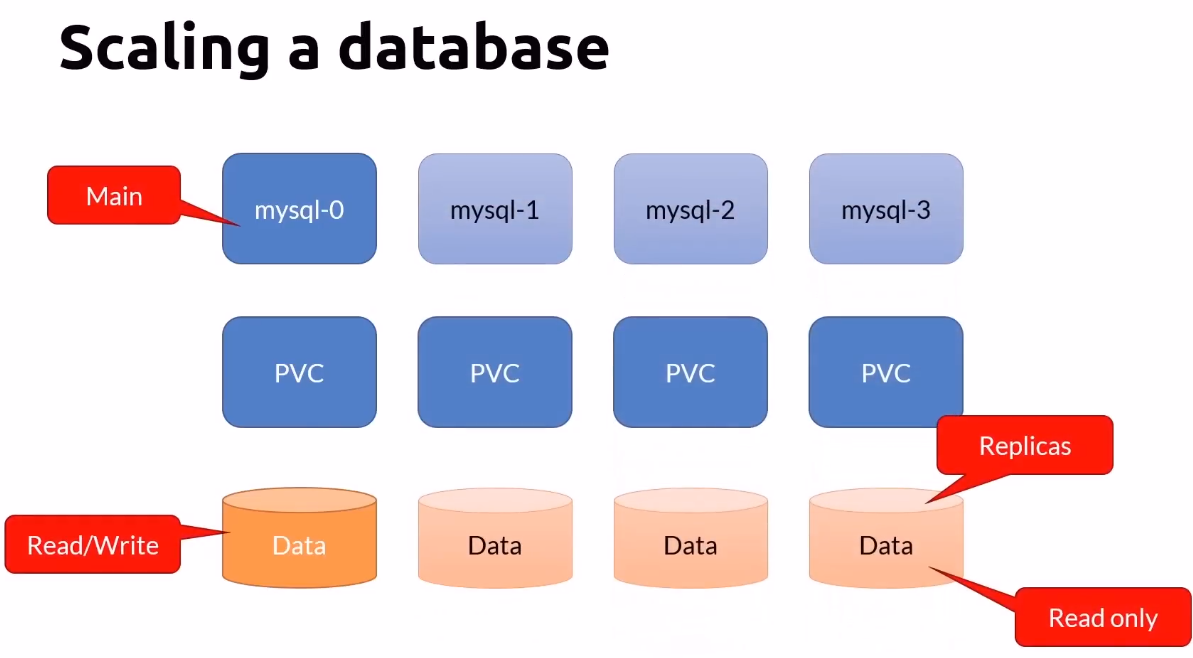 Scaling a database
Main
mysql-0
mysql-1
mysql-2
mysql-3
PVC
PVC
PVC
PVC
Replicas
Read/Write
Data
Data
Data
Data
Read only